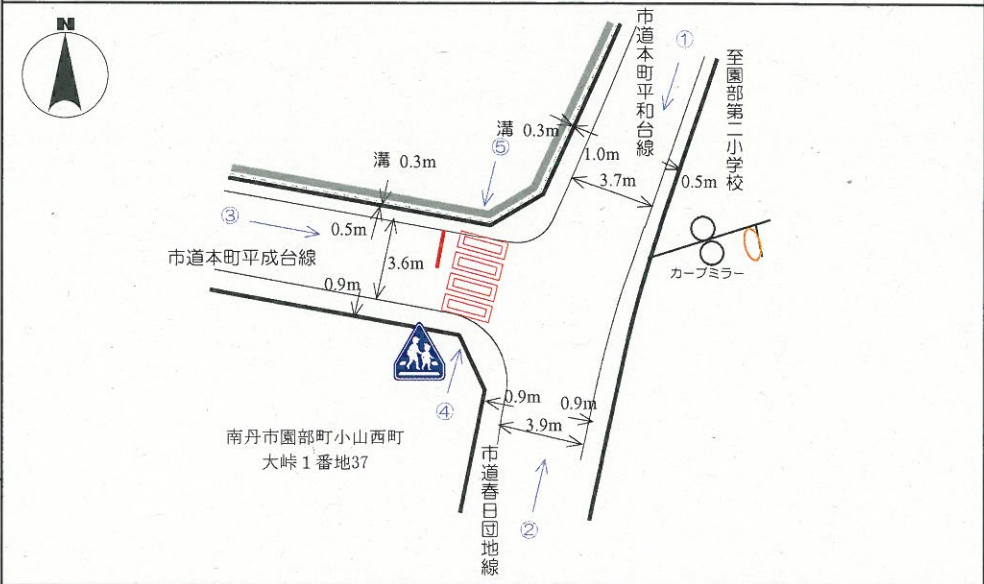 N
市道本町平和台線
①
至園部第二小学校
溝 0.3m
⑤
溝 0.3m
1.0m
3.7m
0.5m
③
0.5m
市道本町平成台線
3.6m
0.9m
カーブミラー
④
0.9m
0.9m
3.9m
南丹市園部町小山西町
大峠1番地37
市道春日団地線
②